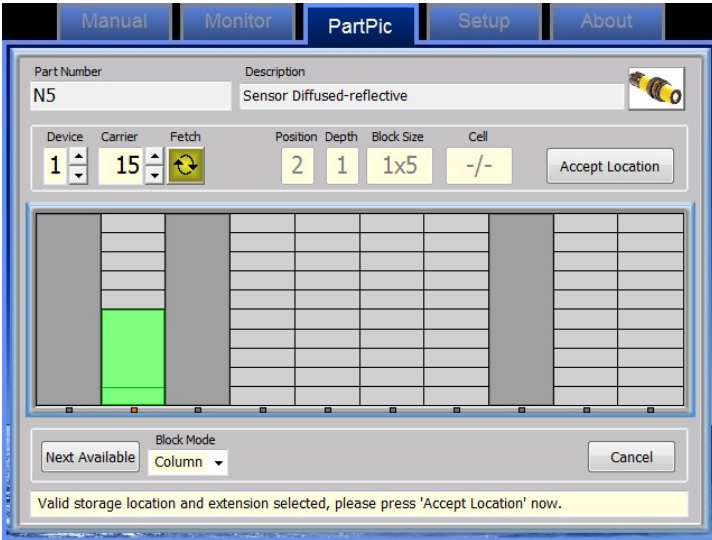 Manual Monitor PartPic Setup About
Part Number Description
N5 Sensor Diffused-reflective
Device Carrier Fetch Position Depth Block Size Cell
1 15 2 1 1x5 -/- Accept Location
Block Mode
Next Available Column Cancel
Valid storage location and extension selected, please press 'Accept Location' now.